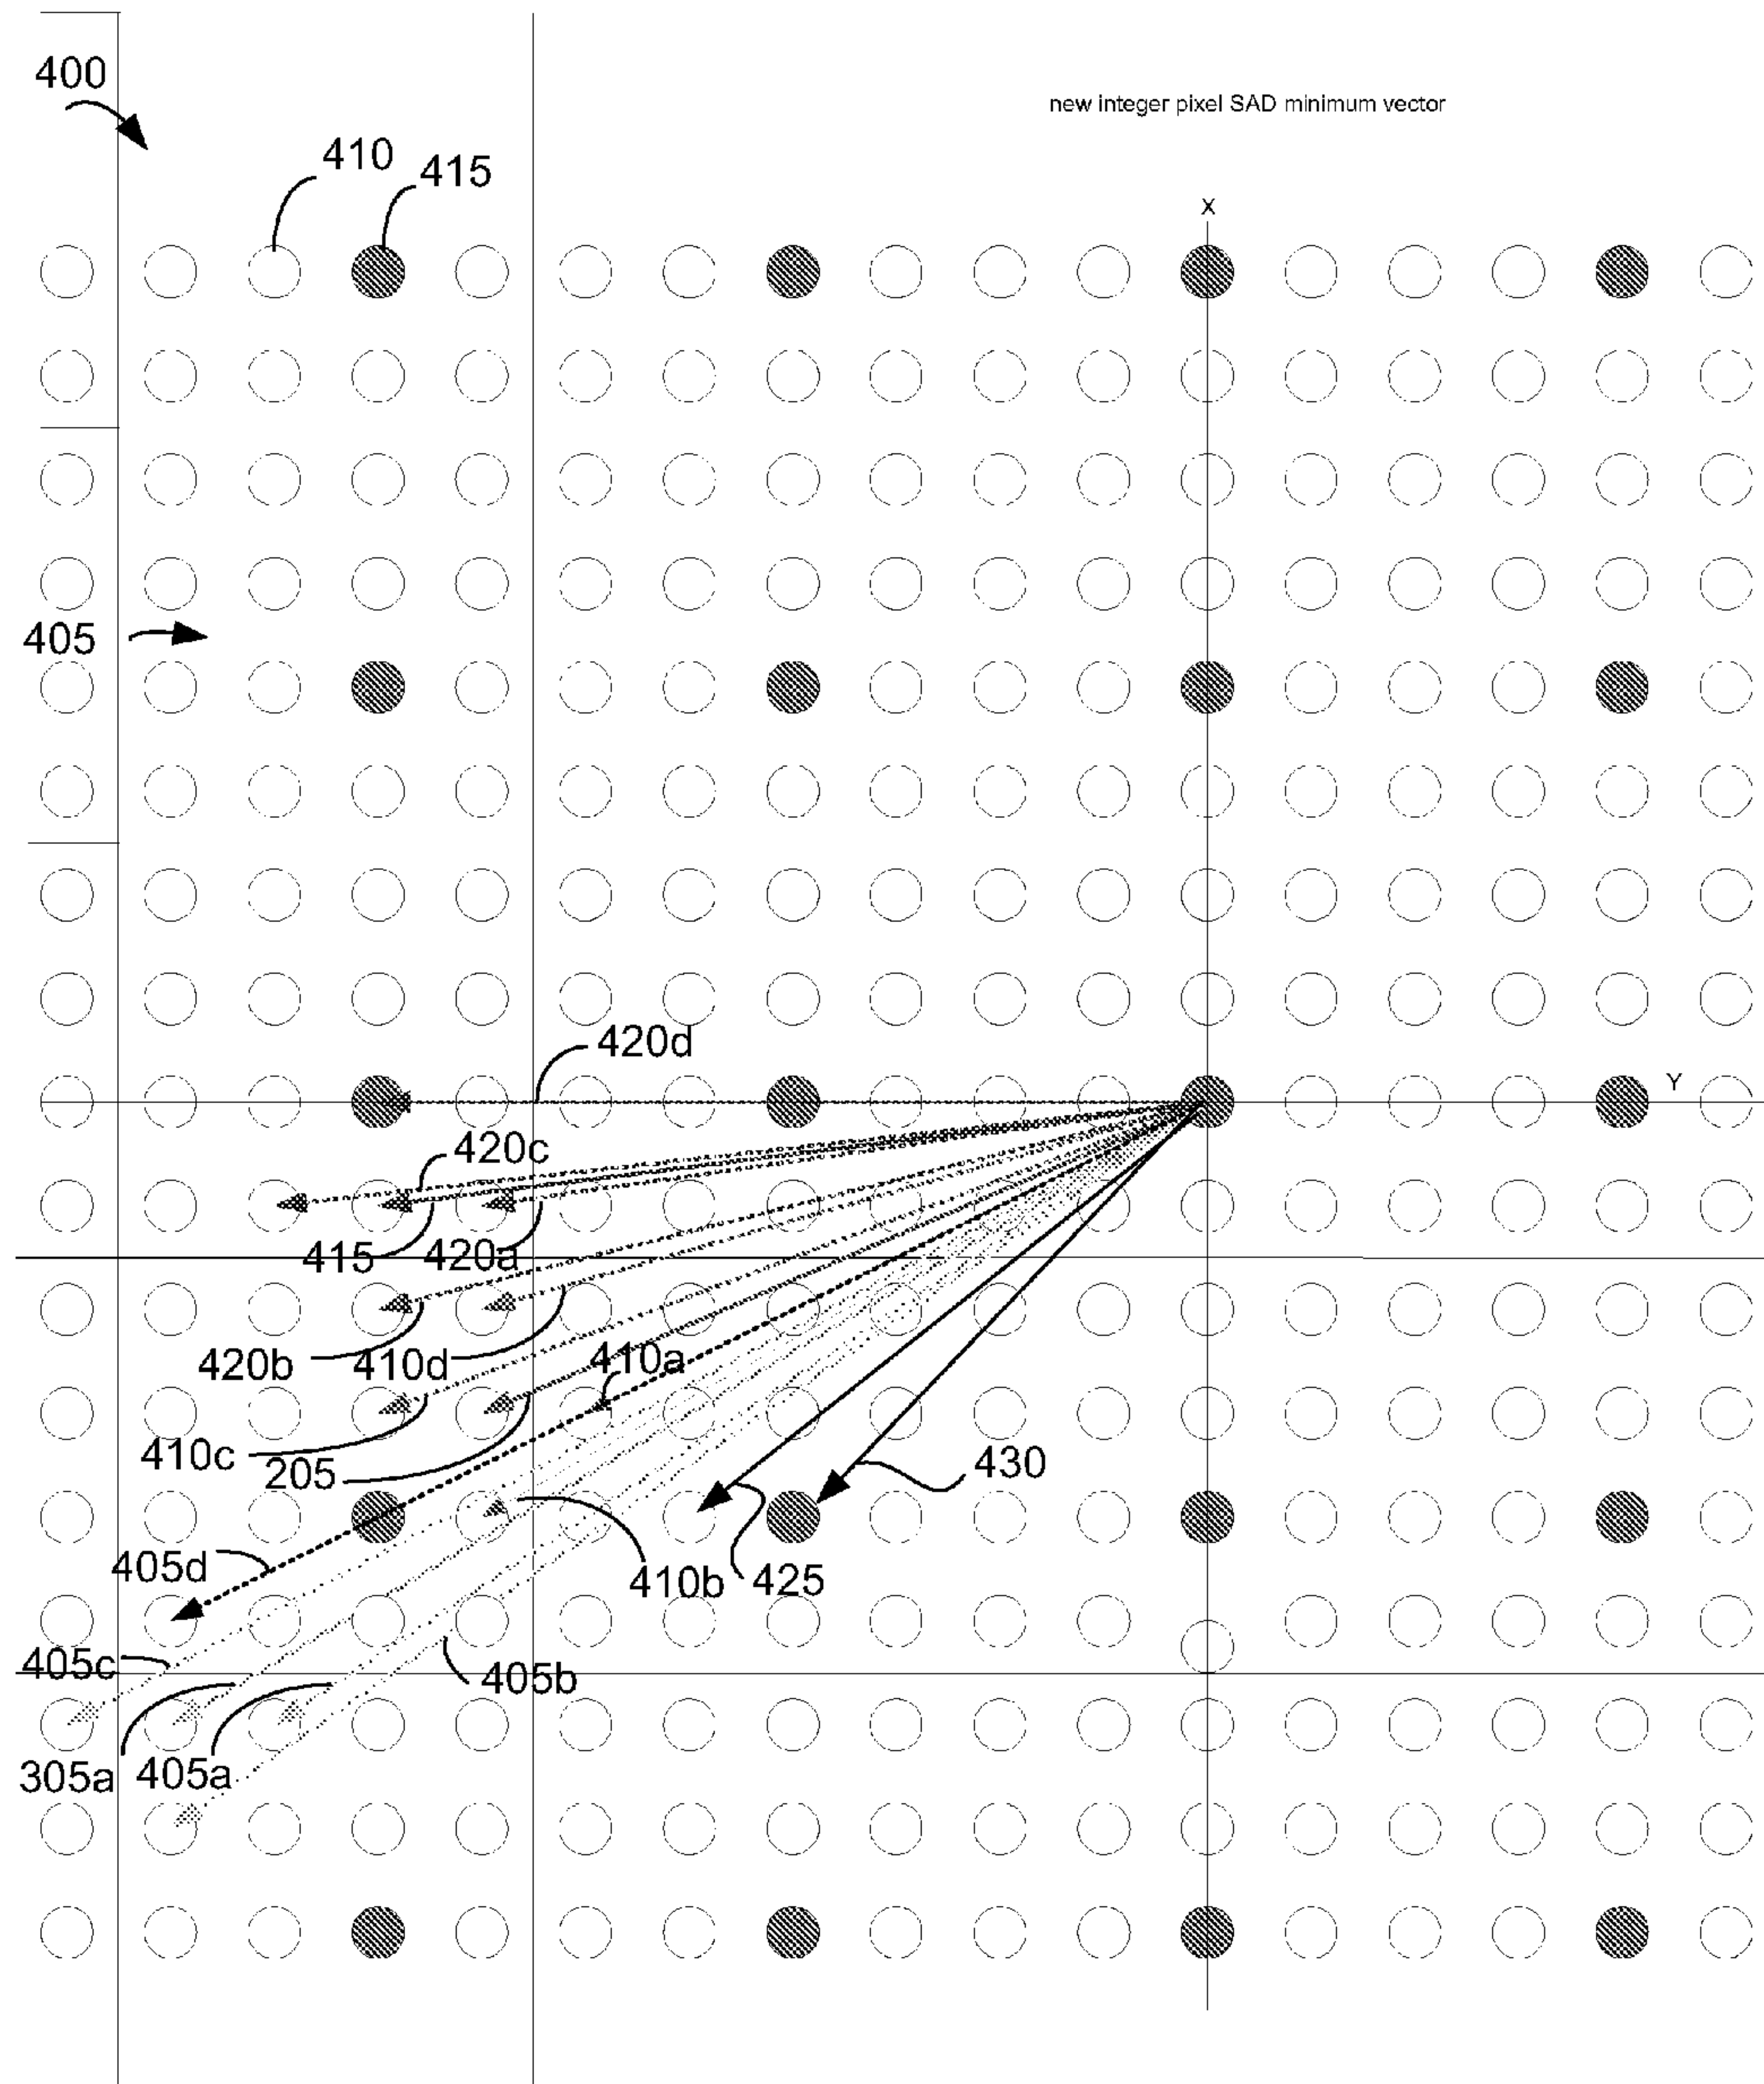 400
new integer pixel SAD minimum vector
410
415
X
405
420d
Y
420c
415
420a
420b
410d
410a
410c
205
430
405d
410b
425
405c
405b
305a
405a